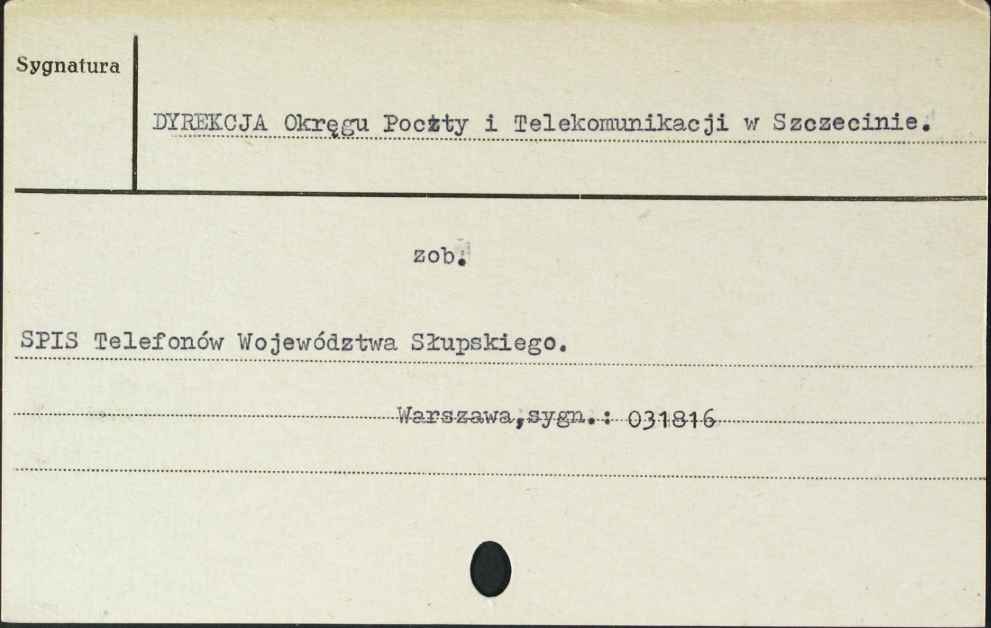 Sygnatura
DYREKCJA Okręgu Poczty i Telekomunikacji w Szczecinie.
zob.
SPIS Telefonów Województwa Słupskiego.
Warszawa,sygn.: 031816